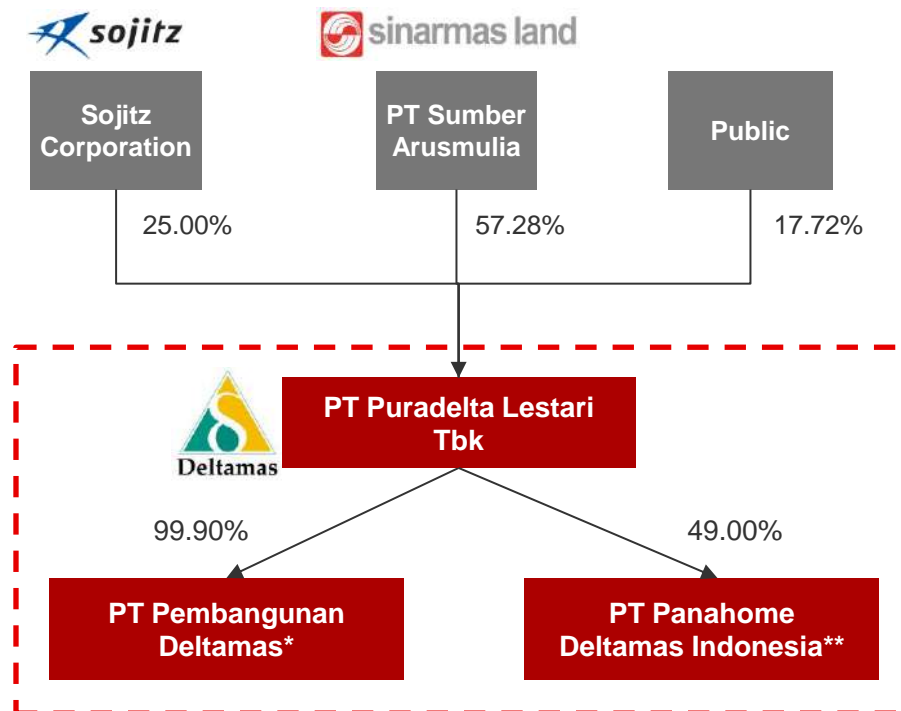 sojitz
sinarmas land
Sojitz
Corporation
PT Sumber
Arusmulia
Public
25.00%
57.28%
17.72%
PT Puradelta Lestari
Tbk
Deltamas
99.90%
49.00%
PT Pembangunan
Deltamas*
PT Panahome
Deltamas Indonesia**